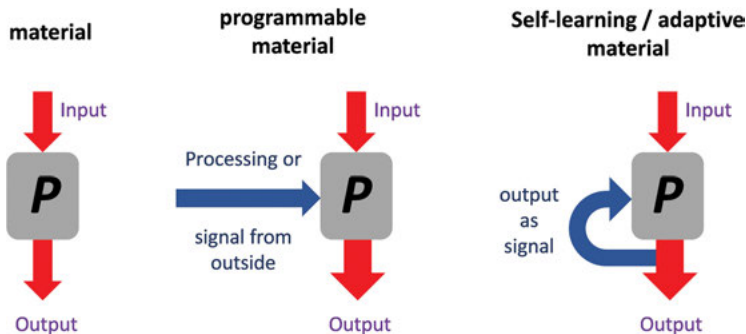 material
Input
P
Output
programmable
material
Input
Processing or
P
signal from
outside
Output
Self-learning / adaptive
material
Input
output
as
signal
P
Output